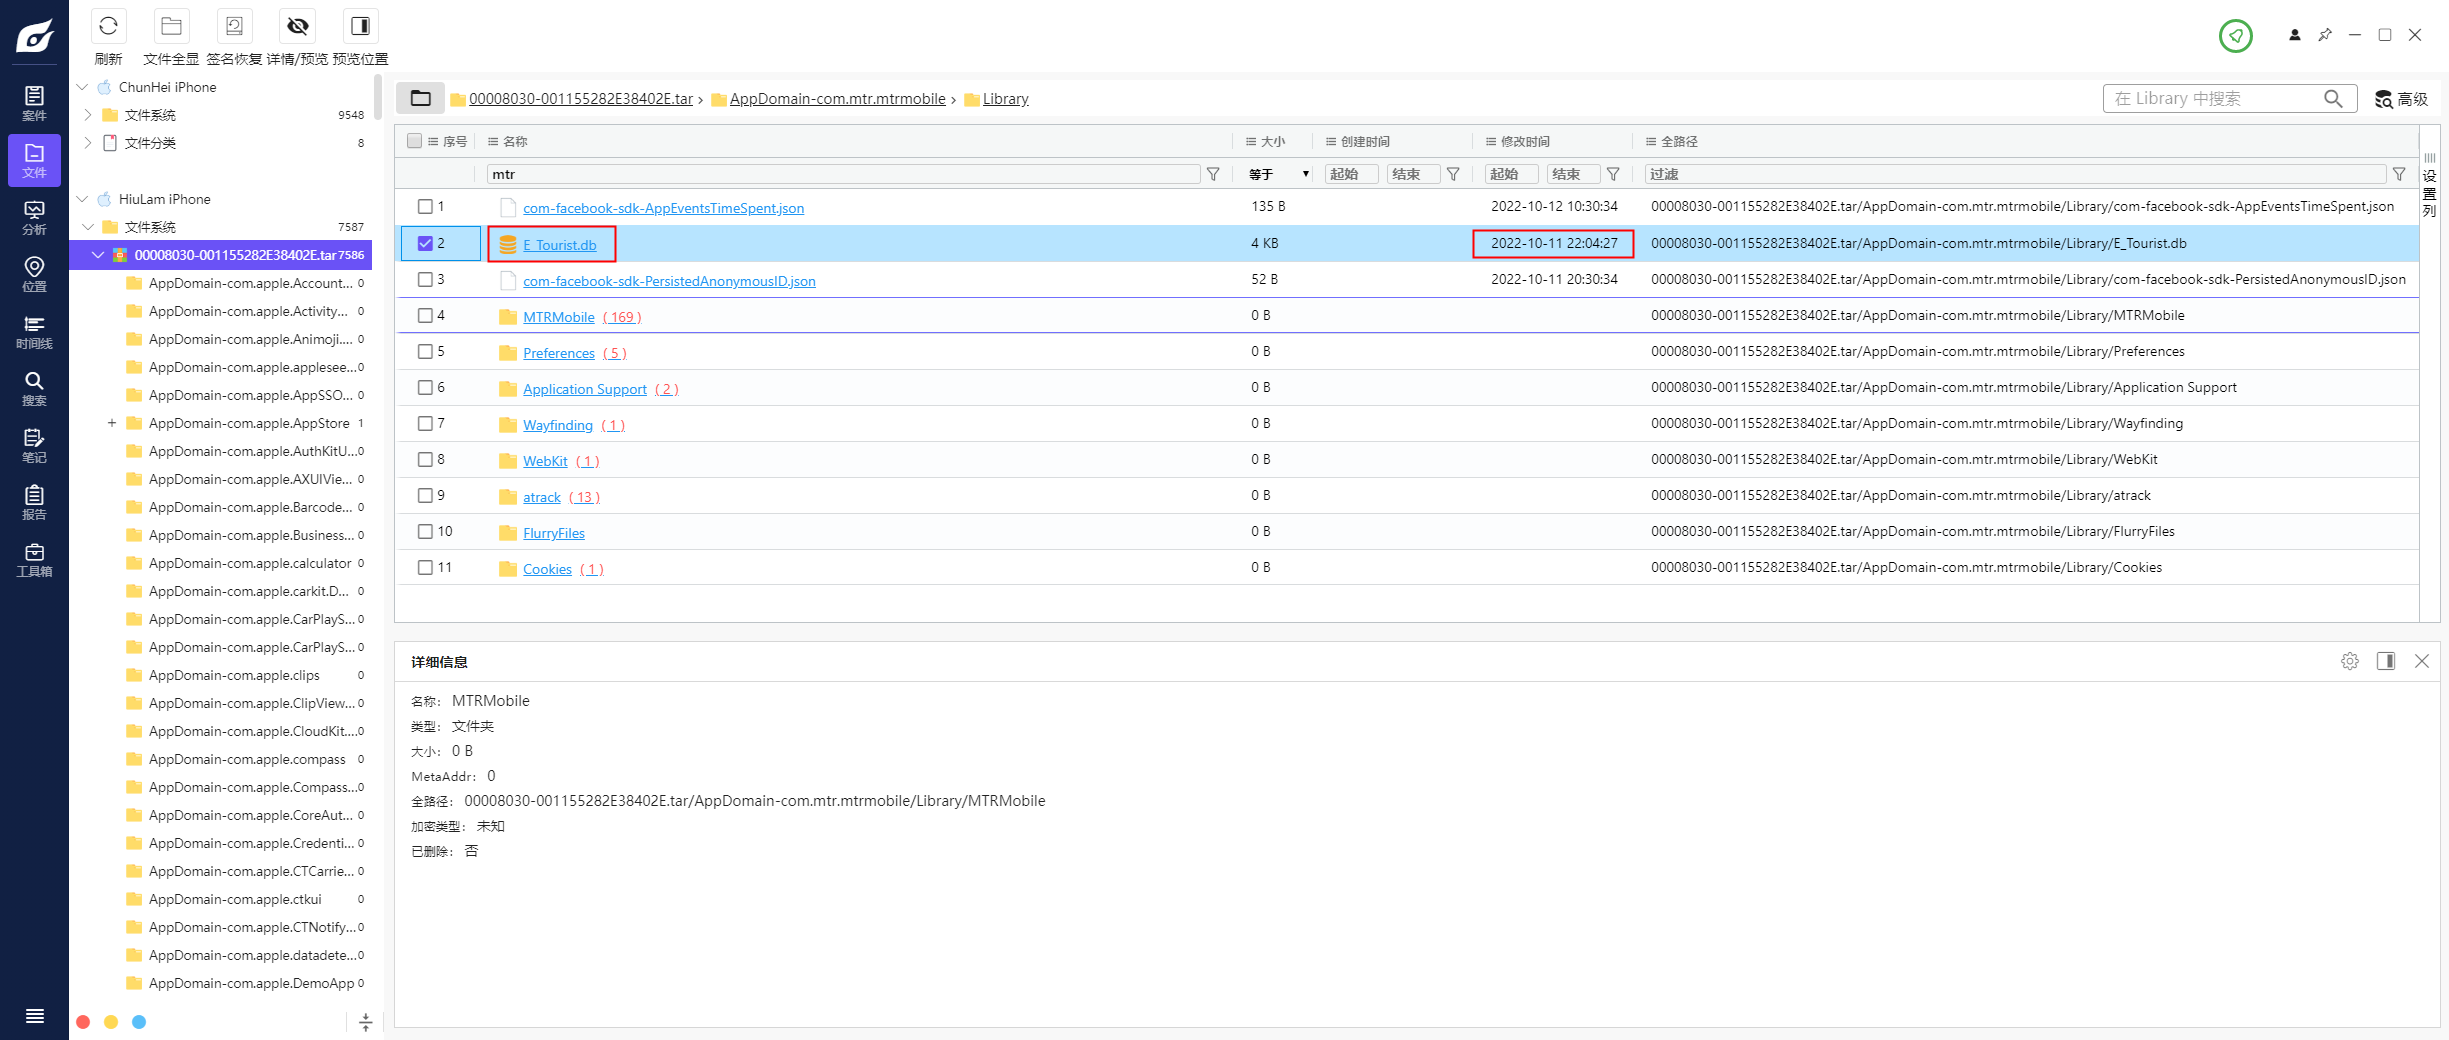 刷新
文件全显
签名恢复
详情/预览
预览位置
案件
文件
分析
位置
时间线
搜索
笔记
报告
工具箱
ChunHei iPhone
文件系统 9548
文件分类 8
HiuLam iPhone
文件系统 7587
00008030-001155282E38402E.tar 7586
AppDomain-com.apple.Account... 0
AppDomain-com.apple.Activity... 0
AppDomain-com.apple.Animoji.... 0
AppDomain-com.apple.applesee... 0
AppDomain-com.apple.AppSSO... 0
AppDomain-com.apple.AppStore 1
AppDomain-com.apple.AuthKitU... 0
AppDomain-com.apple.AXUIVie... 0
AppDomain-com.apple.Barcode... 0
AppDomain-com.apple.Business... 0
AppDomain-com.apple.calculator 0
AppDomain-com.apple.carkit.D... 0
AppDomain-com.apple.CarPlayS... 0
AppDomain-com.apple.CarPlayS... 0
AppDomain-com.apple.clips 0
AppDomain-com.apple.ClipView... 0
AppDomain-com.apple.CloudKit.... 0
AppDomain-com.apple.compass 0
AppDomain-com.apple.Compass... 0
AppDomain-com.apple.CoreAut... 0
AppDomain-com.apple.Credenti... 0
AppDomain-com.apple.CTCarrie... 0
AppDomain-com.apple.ctkui 0
AppDomain-com.apple.CTNotify... 0
AppDomain-com.apple.datadete... 0
AppDomain-com.apple.DemoApp 0
00008030-001155282E38402E.tar › AppDomain-com.mtr.mtrmobile › Library
在 Library 中搜索
高级
序号 名称 大小 创建时间 修改时间 全路径
mtr 等于 起始 结束 起始 结束 过滤
设置列
1 com-facebook-sdk-AppEventsTimeSpent.json 135 B 2022-10-12 10:30:34 00008030-001155282E38402E.tar/AppDomain-com.mtr.mtrmobile/Library/com-facebook-sdk-AppEventsTimeSpent.json
2 E_Tourist.db 4 KB 2022-10-11 22:04:27 00008030-001155282E38402E.tar/AppDomain-com.mtr.mtrmobile/Library/E_Tourist.db
3 com-facebook-sdk-PersistedAnonymousID.json 52 B 2022-10-11 20:30:34 00008030-001155282E38402E.tar/AppDomain-com.mtr.mtrmobile/Library/com-facebook-sdk-PersistedAnonymousID.json
4 MTRMobile ( 169 ) 0 B 00008030-001155282E38402E.tar/AppDomain-com.mtr.mtrmobile/Library/MTRMobile
5 Preferences ( 5 ) 0 B 00008030-001155282E38402E.tar/AppDomain-com.mtr.mtrmobile/Library/Preferences
6 Application Support ( 2 ) 0 B 00008030-001155282E38402E.tar/AppDomain-com.mtr.mtrmobile/Library/Application Support
7 Wayfinding ( 1 ) 0 B 00008030-001155282E38402E.tar/AppDomain-com.mtr.mtrmobile/Library/Wayfinding
8 WebKit ( 1 ) 0 B 00008030-001155282E38402E.tar/AppDomain-com.mtr.mtrmobile/Library/WebKit
9 atrack ( 13 ) 0 B 00008030-001155282E38402E.tar/AppDomain-com.mtr.mtrmobile/Library/atrack
10 FlurryFiles 0 B 00008030-001155282E38402E.tar/AppDomain-com.mtr.mtrmobile/Library/FlurryFiles
11 Cookies ( 1 ) 0 B 00008030-001155282E38402E.tar/AppDomain-com.mtr.mtrmobile/Library/Cookies
详细信息
名称: MTRMobile
类型: 文件夹
大小: 0 B
MetaAddr: 0
全路径: 00008030-001155282E38402E.tar/AppDomain-com.mtr.mtrmobile/Library/MTRMobile
加密类型: 未知
已删除: 否